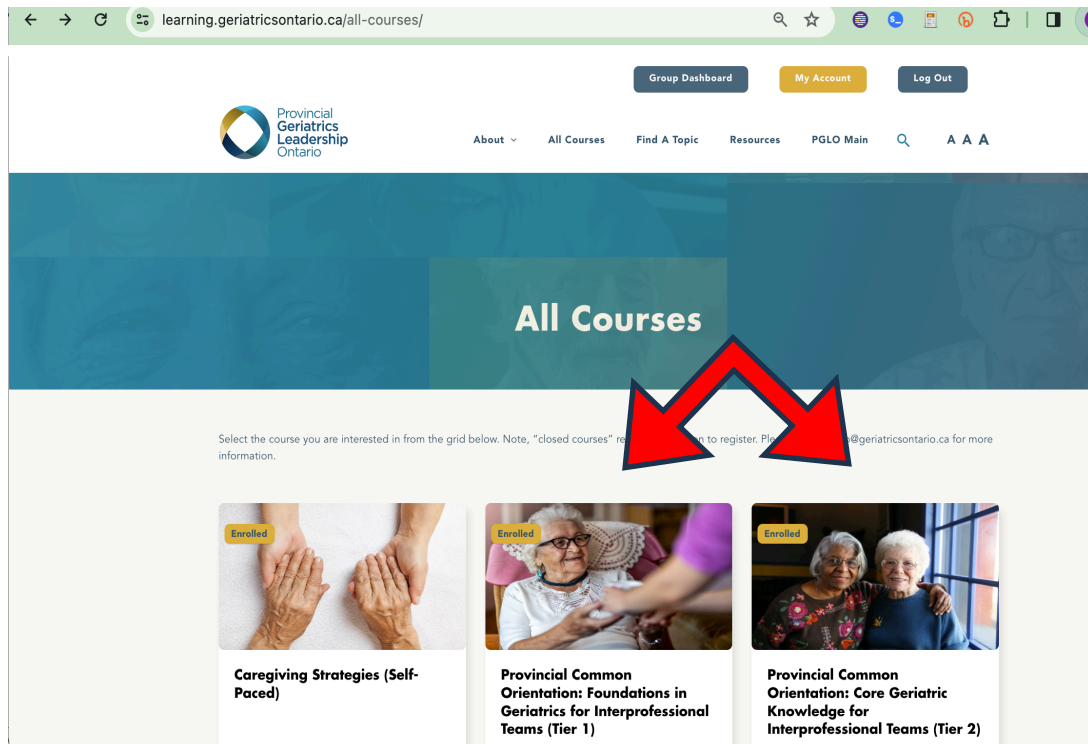 learning.geriatricsontario.ca/all-courses/
Group Dashboard
My Account
Log Out
Provincial
Geriatrics
Leadership
Ontario
About
All Courses
Find A Topic
Resources
PGLO Main
A A A
All Courses
Select the course you are interested in from the grid below. Note, "closed courses" on to register. @geriatricsontario.ca for more
information.
Enrolled
Enrolled
Enrolled
Caregiving Strategies (Self-
Paced)
Provincial Common
Orientation: Foundations in
Geriatrics for Interprofessional
Teams (Tier 1)
Provincial Common
Orientation: Core Geriatric
Knowledge for
Interprofessional Teams (Tier 2)